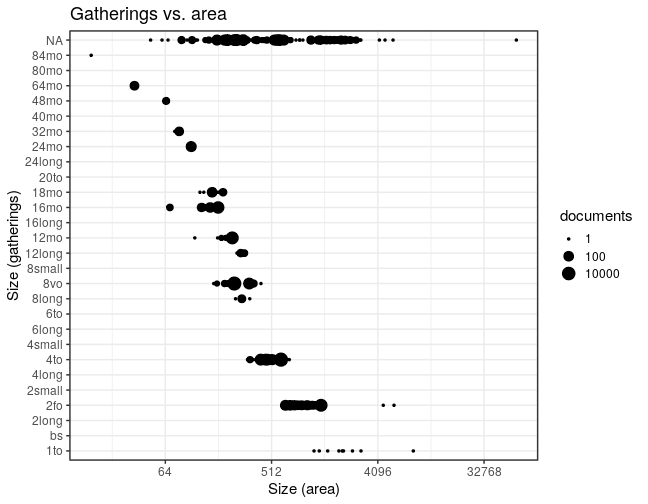 Gatherings vs. area
NA
84mo
80mo
64mo
48mo
40mo
32mo
24mo
24long
20to
18mo
16mo
16long
12mo
12long
8small
8vo
8long
6to
6long
4small
4to
4long
2small
2fo
2long
bs
1to
Size (gatherings)
64
512
4096
32768
Size (area)
documents
1
100
10000